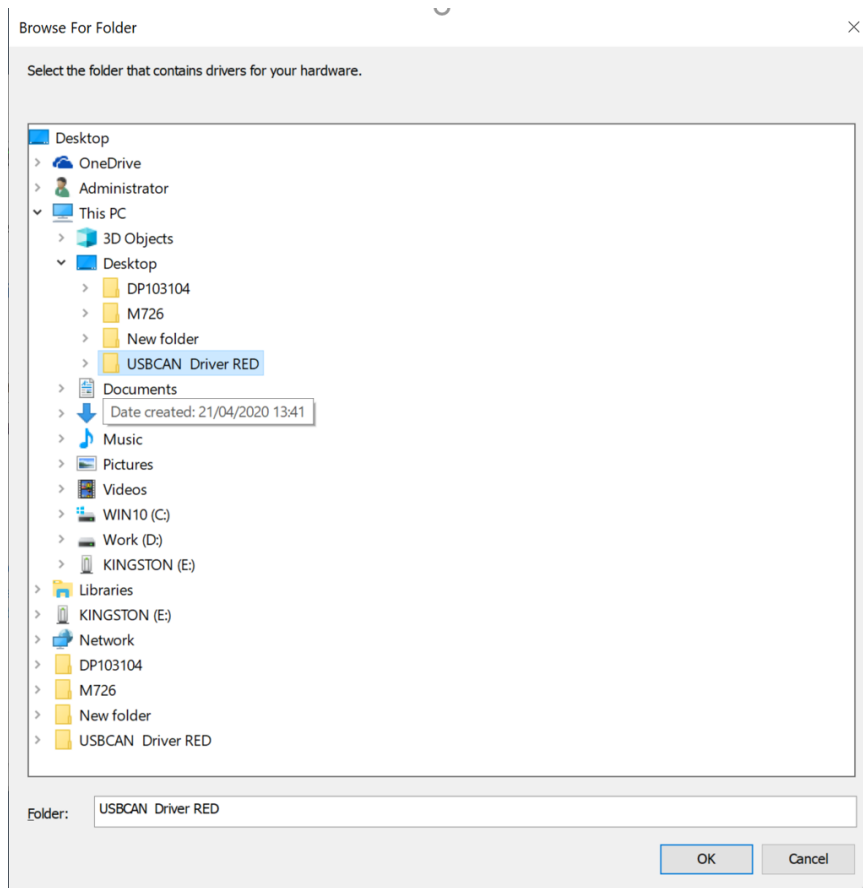 Browse For Folder
Select the folder that contains drivers for your hardware.
Desktop
OneDrive
Administrator
This PC
3D Objects
Desktop
DP103104
M726
New folder
USBCAN  Driver RED
Documents
Date created: 21/04/2020 13:41
Music
Pictures
Videos
WIN10 (C:)
Work (D:)
KINGSTON (E:)
Libraries
KINGSTON (E:)
Network
DP103104
M726
New folder
USBCAN  Driver RED
Folder: USBCAN  Driver RED
OK Cancel